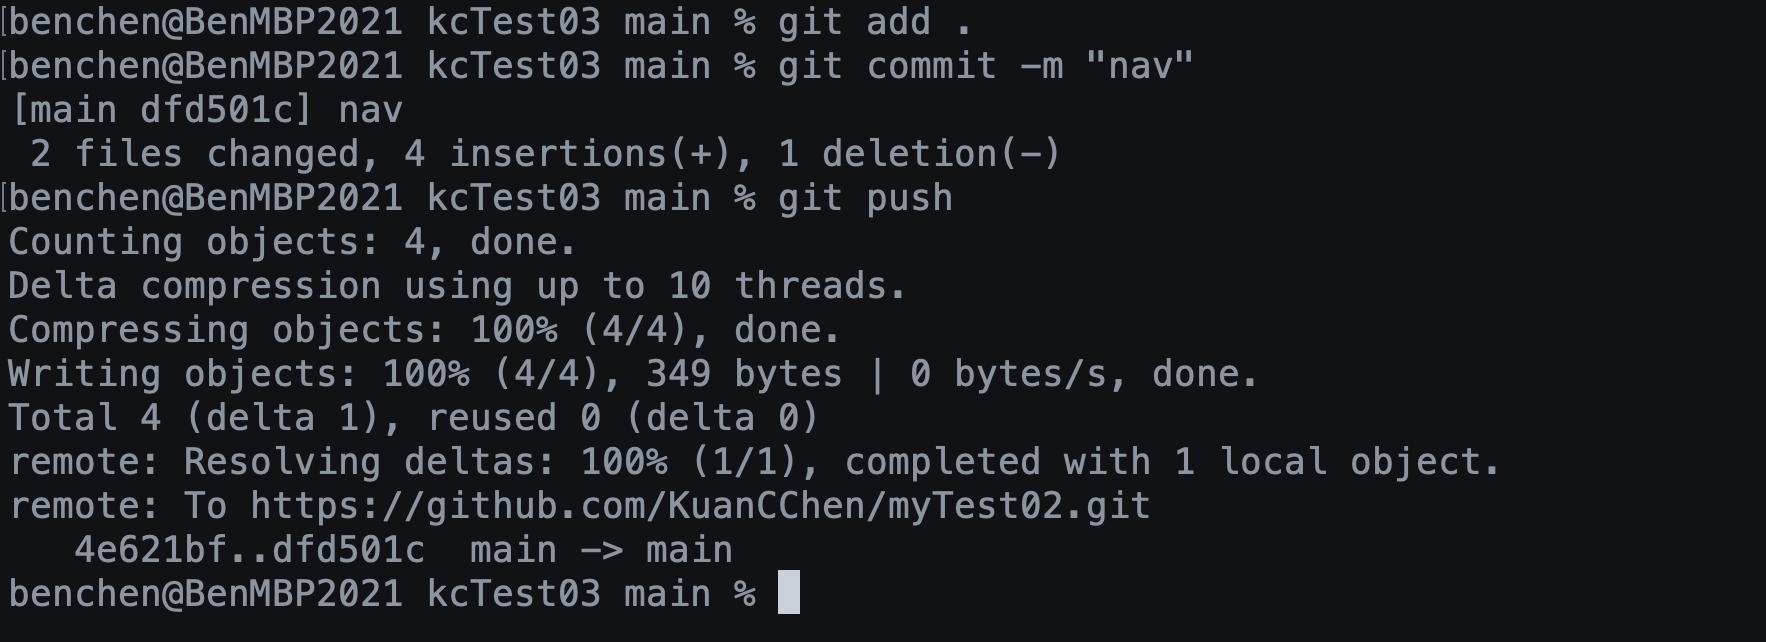 [benchen@BenMBP2021 kcTest03 main % git add .
[benchen@BenMBP2021 kcTest03 main % git commit -m "nav"
[main dfd501c] nav
 2 files changed, 4 insertions(+), 1 deletion(-)
[benchen@BenMBP2021 kcTest03 main % git push
Counting objects: 4, done.
Delta compression using up to 10 threads.
Compressing objects: 100% (4/4), done.
Writing objects: 100% (4/4), 349 bytes | 0 bytes/s, done.
Total 4 (delta 1), reused 0 (delta 0)
remote: Resolving deltas: 100% (1/1), completed with 1 local object.
remote: To https://github.com/KuanCChen/myTest02.git
   4e621bf..dfd501c  main -> main
benchen@BenMBP2021 kcTest03 main %